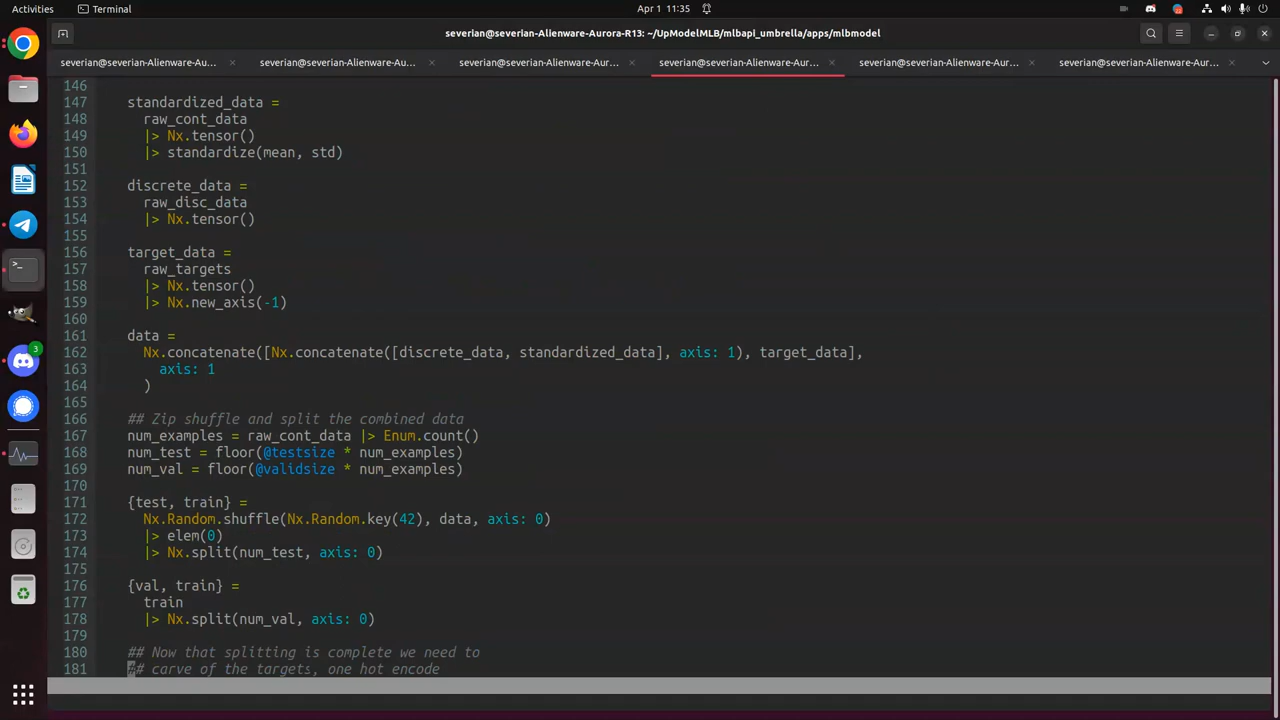 Activities
Terminal
Apr 1 11:35
severian@severian-Alienware-Aurora-R13: ~/UpModelMLB/mlbapi_umbrella/apps/mlbmodel
severian@severian-Alienware-Aur...
severian@severian-Alienware-Aur...
severian@severian-Alienware-Aur...
severian@severian-Alienware-Aur...
severian@severian-Alienware-Aur...
severian@severian-Alienware-Aur...
146
147 standardized_data =
148 raw_cont_data
149 |> Nx.tensor()
150 |> standardize(mean, std)
151
152 discrete_data =
153 raw_disc_data
154 |> Nx.tensor()
155
156 target_data =
157 raw_targets
158 |> Nx.tensor()
159 |> Nx.new_axis(-1)
160
161 data =
162 Nx.concatenate([Nx.concatenate([discrete_data, standardized_data], axis: 1), target_data],
163 axis: 1
164 )
165
166 ## Zip shuffle and split the combined data
167 num_examples = raw_cont_data |> Enum.count()
168 num_test = floor(@testsize * num_examples)
169 num_val = floor(@validsize * num_examples)
170
171 {test, train} =
172 Nx.Random.shuffle(Nx.Random.key(42), data, axis: 0)
173 |> elem(0)
174 |> Nx.split(num_test, axis: 0)
175
176 {val, train} =
177 train
178 |> Nx.split(num_val, axis: 0)
179
180 ## Now that splitting is complete we need to
181 ## carve of the targets, one hot encode
3